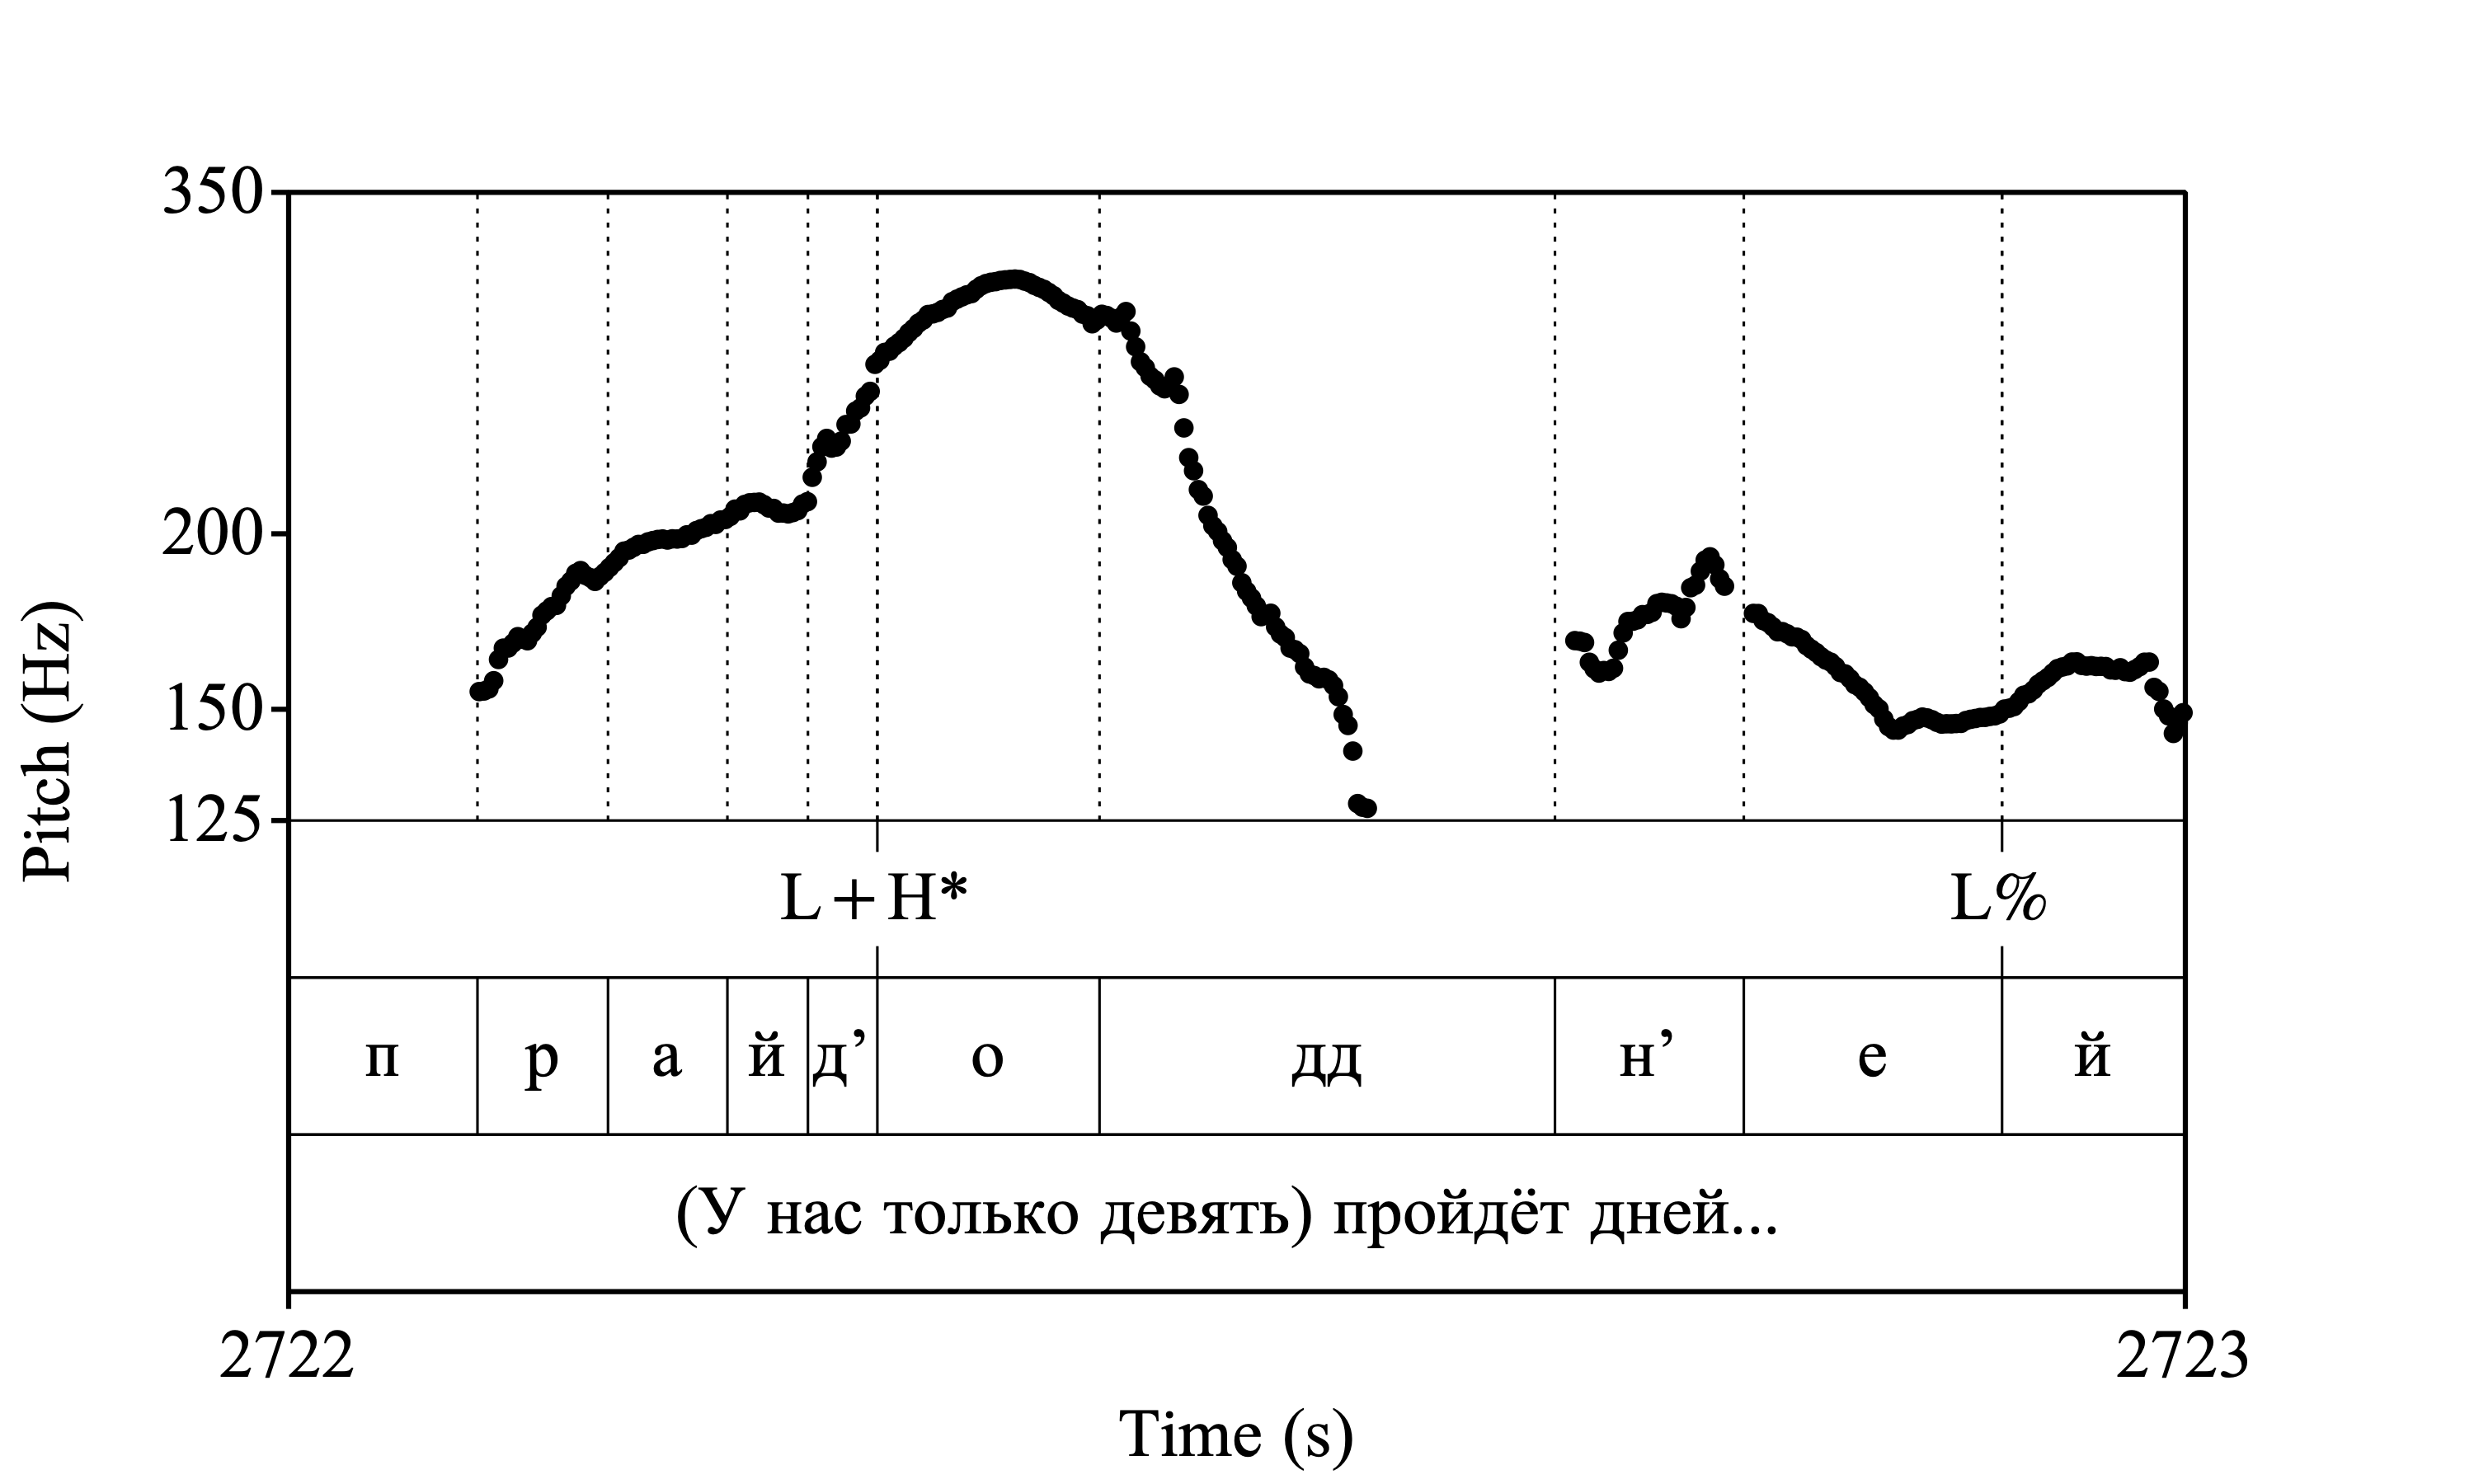 350
200
150
125
Pitch (Hz)
L+H* L%
п р а й д’ о дд н’ е й
(У нас только девять) пройдёт дней...
2722 2723
Time (s)